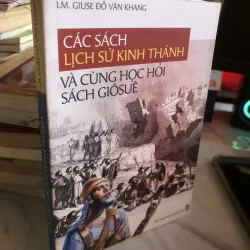 LM. GIUSE ĐỖ VĂN KHANG
CÁC SÁCH
LỊCH SỬ KINH THÁNH
VÀ CÙNG HỌC HỎI
SÁCH GIÔSUÊ